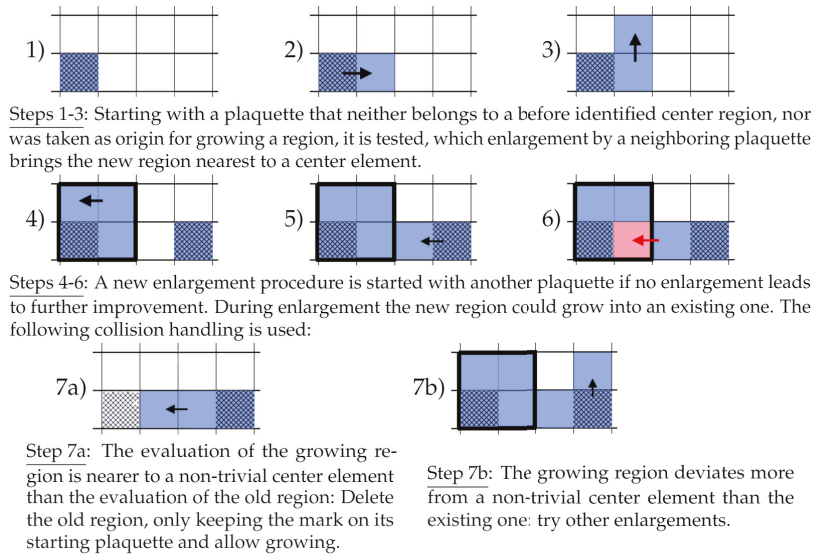 1)
2)
3)
Steps 1-3: Starting with a plaquette that neither belongs to a before identified center region, nor
was taken as origin for growing a region, it is tested, which enlargement by a neighboring plaquette
brings the new region nearest to a center element.
4)
5)
6)
Steps 4-6: A new enlargement procedure is started with another plaquette if no enlargement leads
to further improvement. During enlargement the new region could grow into an existing one. The
following collision handling is used:
7a)
7b)
Step 7a: The evaluation of the growing re-
gion is nearer to a non-trivial center element
than the evaluation of the old region: Delete
the old region, only keeping the mark on its
starting plaquette and allow growing.
Step 7b: The growing region deviates more
from a non-trivial center element than the
existing one: try other enlargements.